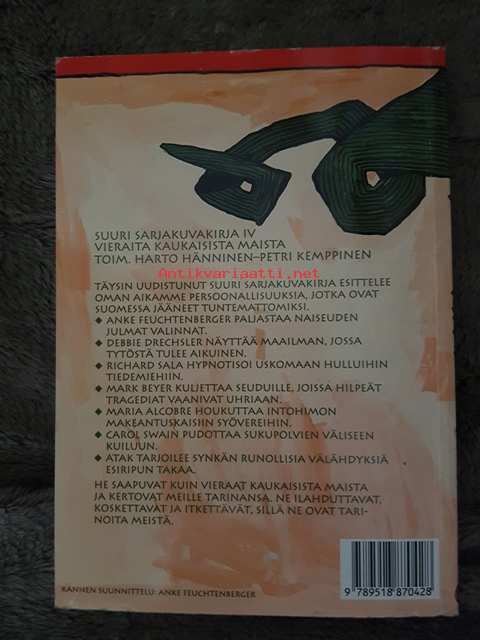 SUURI SARJAKUVAKIRJA IV
VIERAITA KAUKAISISTA MAISTA
TOIM. HARTO HÄNNINEN–PETRI KEMPPINEN
Antikvariaatti.net
TÄYSIN UUDISTUNUT SUURI SARJAKUVAKIRJA ESITTELEE
OMAN AIKAMME PERSOONALLISUUKSIA, JOTKA OVAT
SUOMESSA JÄÄNEET TUNTEMATTOMIKSI.
◆ ANKE FEUCHTENBERGER PALJASTAA NAISEUDEN
JULMAT VALINNAT.
◆ DEBBIE DRECHSLER NÄYTTÄÄ MAAILMAN, JOSSA
TYTÖSTÄ TULEE AIKUINEN.
◆ RICHARD SALA HYPNOTISOI USKOMAAN HULLUIHIN
TIEDEMIEHIIN.
◆ MARK BEYER KULJETTAA SEUDUILLE, JOISSA HILPEÄT
TRAGEDIAT VAANIVAT UHRIAAN.
◆ MARIA ALCOBRE HOUKUTTAA INTOHIMON
MAKEANTUSKAISIIN SYÖVEREIHIN.
◆ CAROL SWAIN PUDOTTAA SUKUPOLVIEN VÄLISEEN
KUILUUN.
◆ ATAK TARJOILEE SYNKÄN RUNOLLISIA VÄLÄHDYKSIÄ
ESIRIPUN TAKAA.
HE SAAPUVAT KUIN VIERAAT KAUKAISISTA MAISTA
JA KERTOVAT MEILLE TARINANSA. NE ILAHDUTTAVAT,
KOSKETTAVAT JA ITKETTÄVÄT, SILLÄ NE OVAT TARI-
NOITA MEISTÄ.
KANNEN SUUNNITTELU: ANKE FEUCHTENBERGER
9 789518 870428